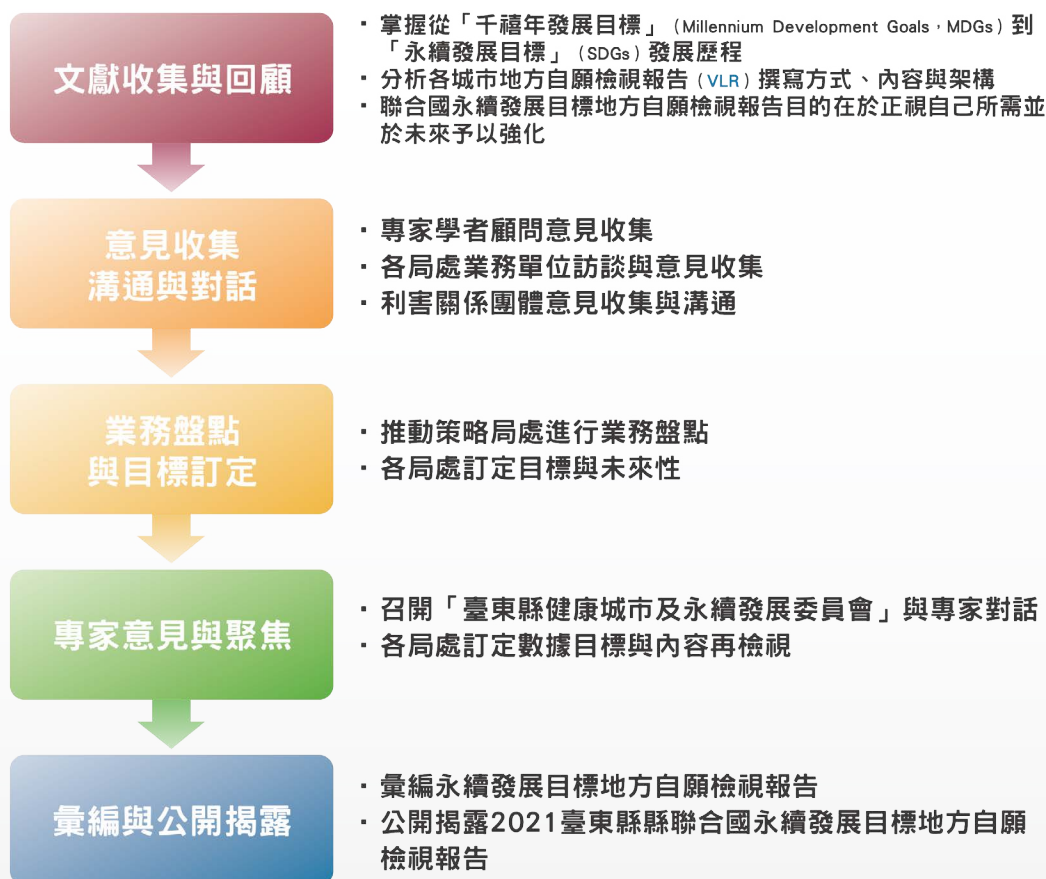 文獻收集與回顧
・掌握從「千禧年發展目標」(Millennium Development Goals,MDGs)到
「永續發展目標」(SDGs)發展歷程
・分析各城市地方自願檢視報告(VLR)撰寫方式、內容與架構
・聯合國永續發展目標地方自願檢視報告目的在於正視自己所需並
於未來予以強化
意見收集
溝通與對話
・專家學者顧問意見收集
・各局處業務單位訪談與意見收集
・利害關係團體意見收集與溝通
業務盤點
與目標訂定
・推動策略局處進行業務盤點
・各局處訂定目標與未來性
專家意見與聚焦
・召開「臺東縣健康城市及永續發展委員會」與專家對話
・各局處訂定數據目標與內容再檢視
彙編與公開揭露
・彙編永續發展目標地方自願檢視報告
・公開揭露2021臺東縣縣聯合國永續發展目標地方自願
檢視報告